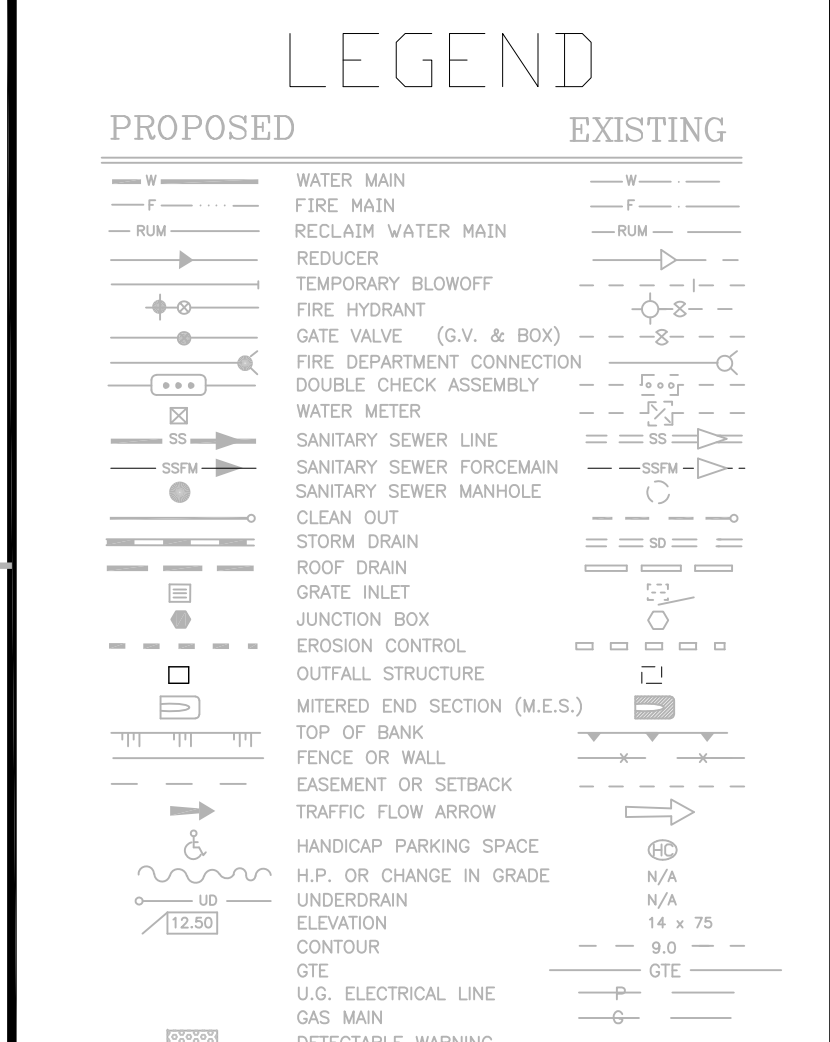 LEGEND
PROPOSED EXISTING
W WATER MAIN W
F FIRE MAIN F
RUM RECLAIM WATER MAIN RUM
REDUCER
TEMPORARY BLOWOFF
FIRE HYDRANT
GATE VALVE (G.V. & BOX)
FIRE DEPARTMENT CONNECTION
DOUBLE CHECK ASSEMBLY
WATER METER
SS SANITARY SEWER LINE SS
SSFM SANITARY SEWER FORCEMAIN SSFM
SANITARY SEWER MANHOLE
CLEAN OUT
STORM DRAIN SD
ROOF DRAIN
GRATE INLET
JUNCTION BOX
EROSION CONTROL
OUTFALL STRUCTURE
MITERED END SECTION (M.E.S.)
TOP OF BANK
FENCE OR WALL
EASEMENT OR SETBACK
TRAFFIC FLOW ARROW
HANDICAP PARKING SPACE HC
H.P. OR CHANGE IN GRADE N/A
UD UNDERDRAIN N/A
12.50 ELEVATION 14 x 75
CONTOUR 9.0
GTE GTE
U.G. ELECTRICAL LINE P
GAS MAIN G
DETECTABLE WARNING